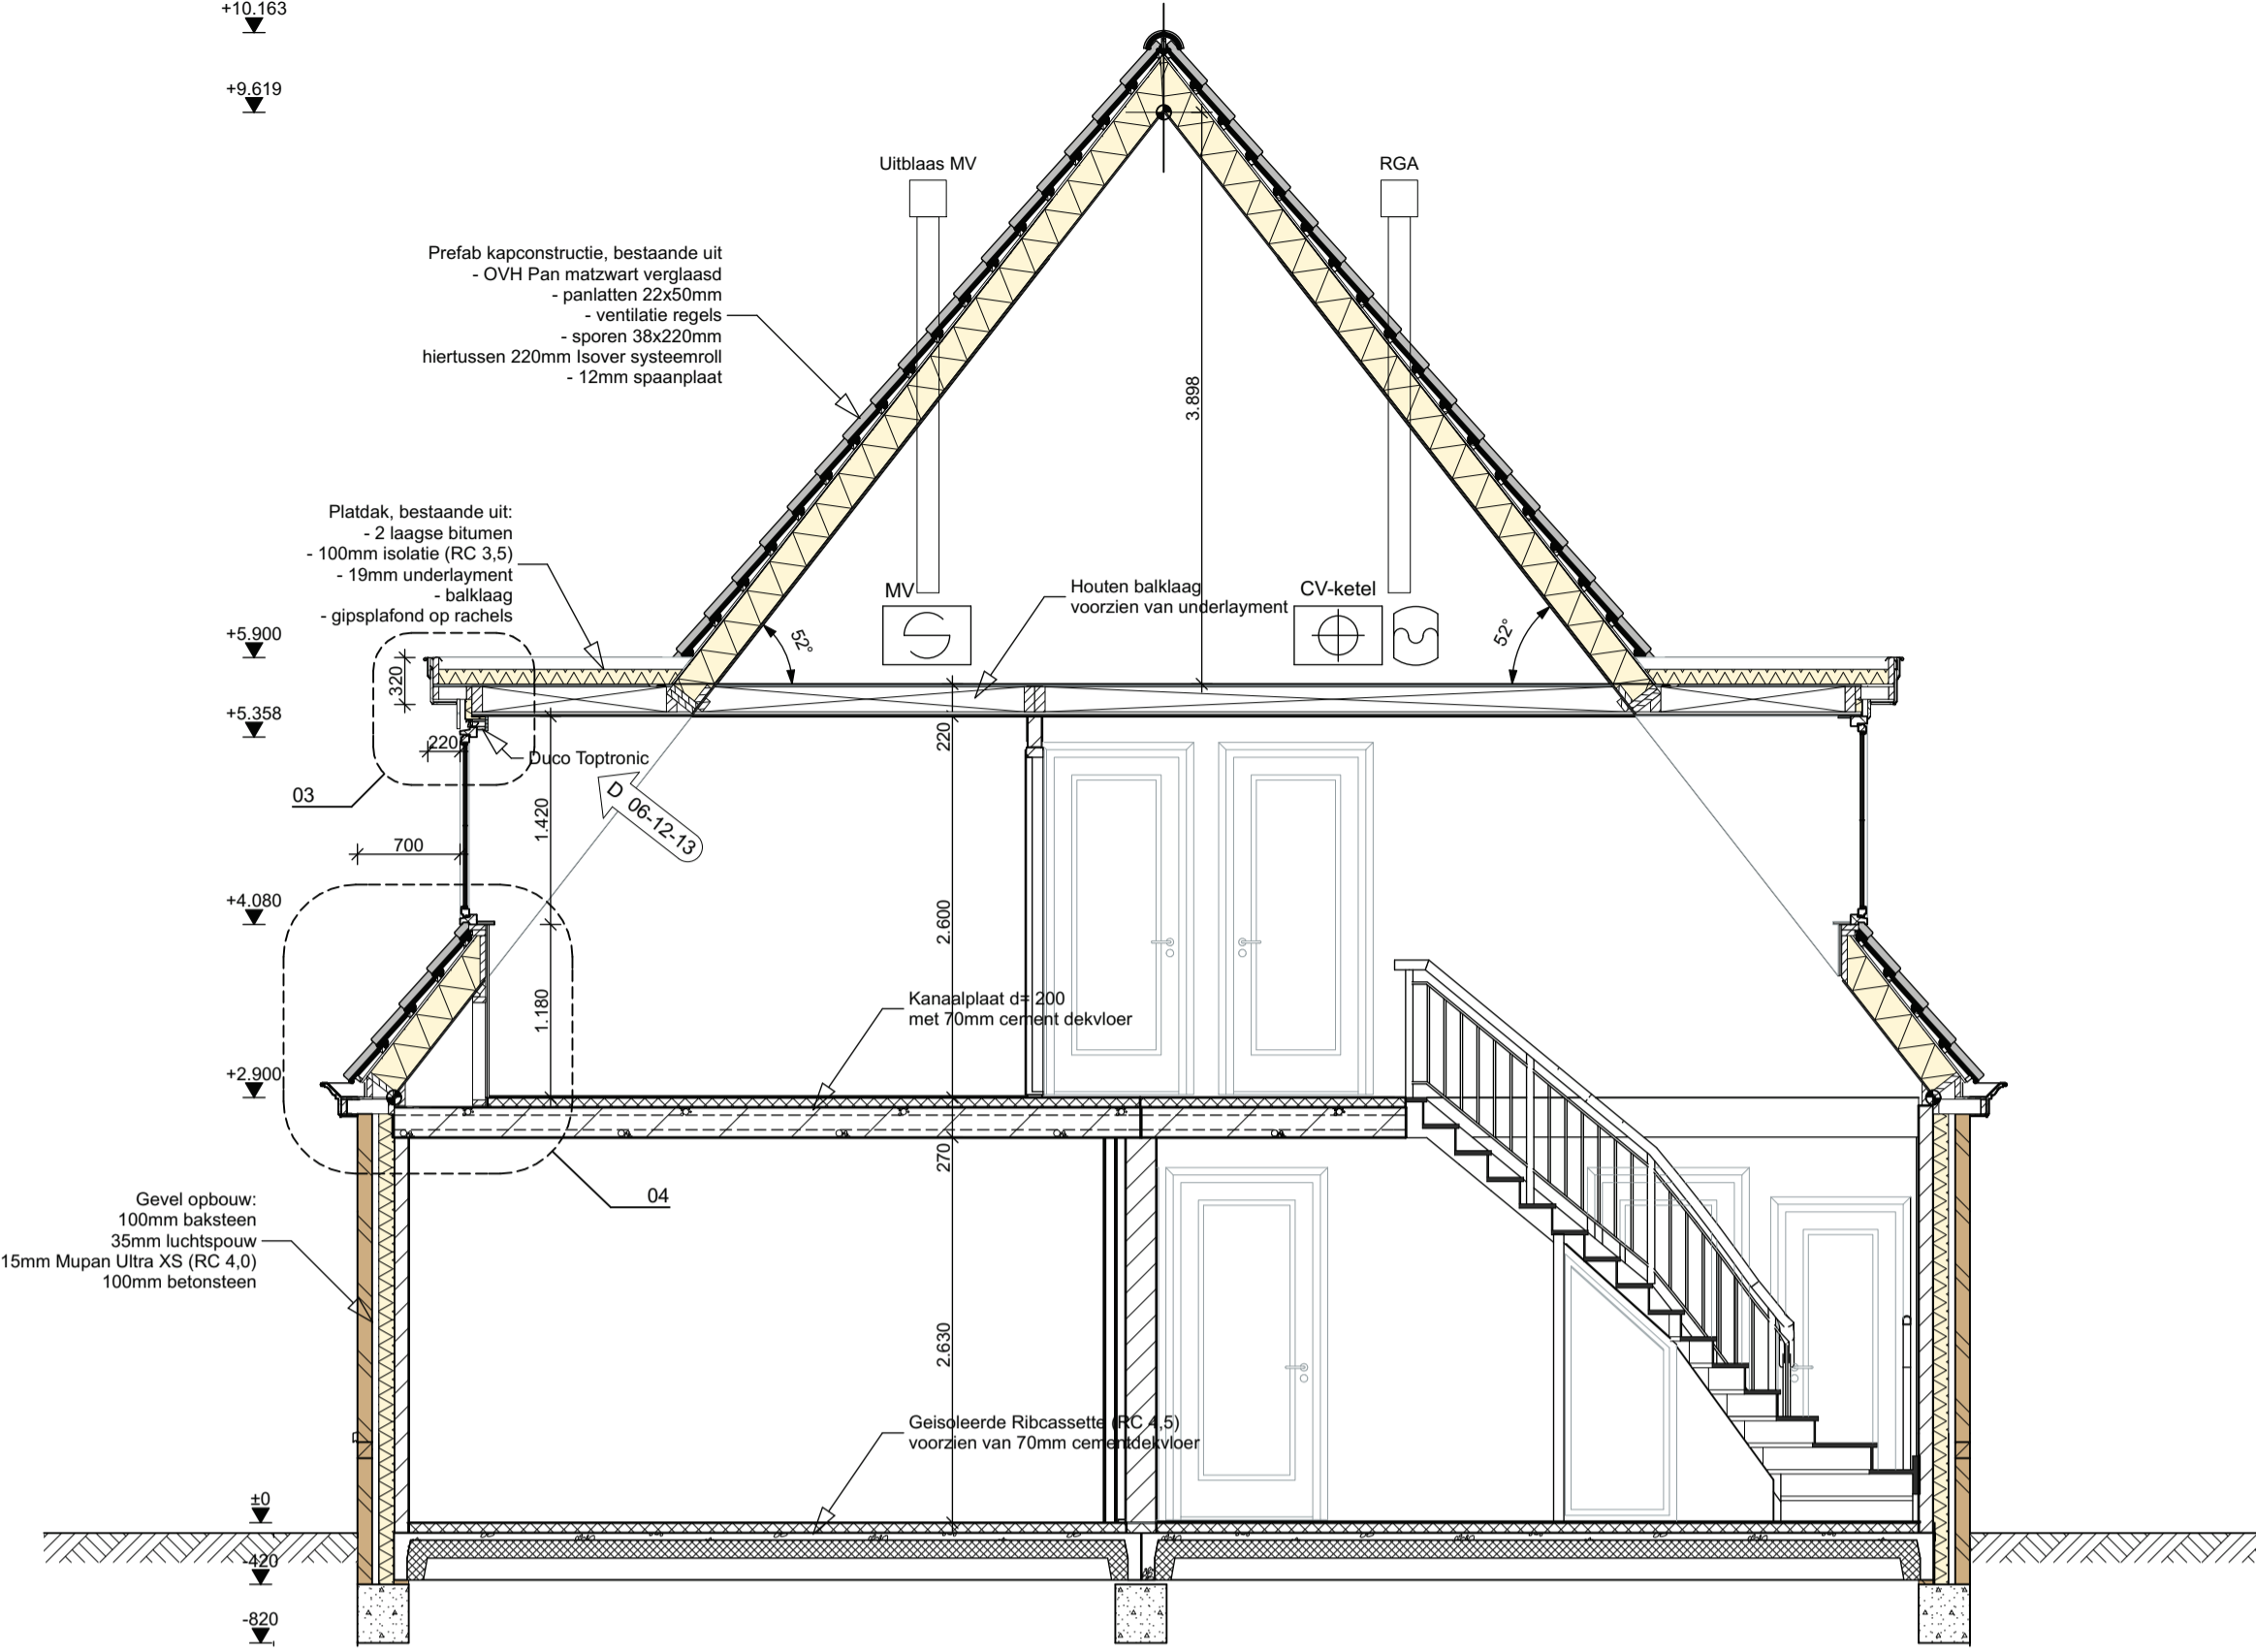 +10.163
+9.619
Uitblaas MV
RGA
Prefab kapconstructie, bestaande uit
- OVH Pan matzwart verglaasd
- panlatten 22x50mm
- ventilatie regels
- sporen 38x220mm
hiertussen 220mm Isover systeemroll
- 12mm spaanplaat
3.898
Platdak, bestaande uit:
- 2 laagse bitumen
- 100mm isolatie (RC 3,5)
- 19mm underlayment
- balklaag
- gipsplafond op rachels
MV
Houten balklaag
voorzien van underlayment
CV-ketel
52°
52°
+5.900
320
+5.358
220
220
Duco Toptronic
03
D 06-12-13
1.420
700
+4.080
2.600
Kanaalplaat d= 200
met 70mm cement dekvloer
1.180
+2.900
270
04
Gevel opbouw:
100mm baksteen
35mm luchtspouw
15mm Mupan Ultra XS (RC 4,0)
100mm betonsteen
2.630
Geisoleerde Ribcassette (RC 4,5)
voorzien van 70mm cementdekvloer
±0
-420
-820